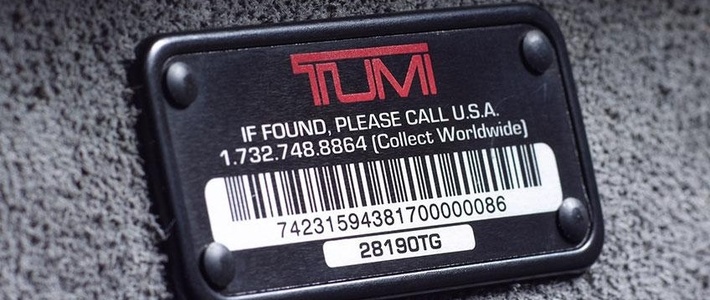 TUMI
IF FOUND, PLEASE CALL U.S.A.
1.732.748.8864 (Collect Worldwide)
74231594381700000086
28190TG